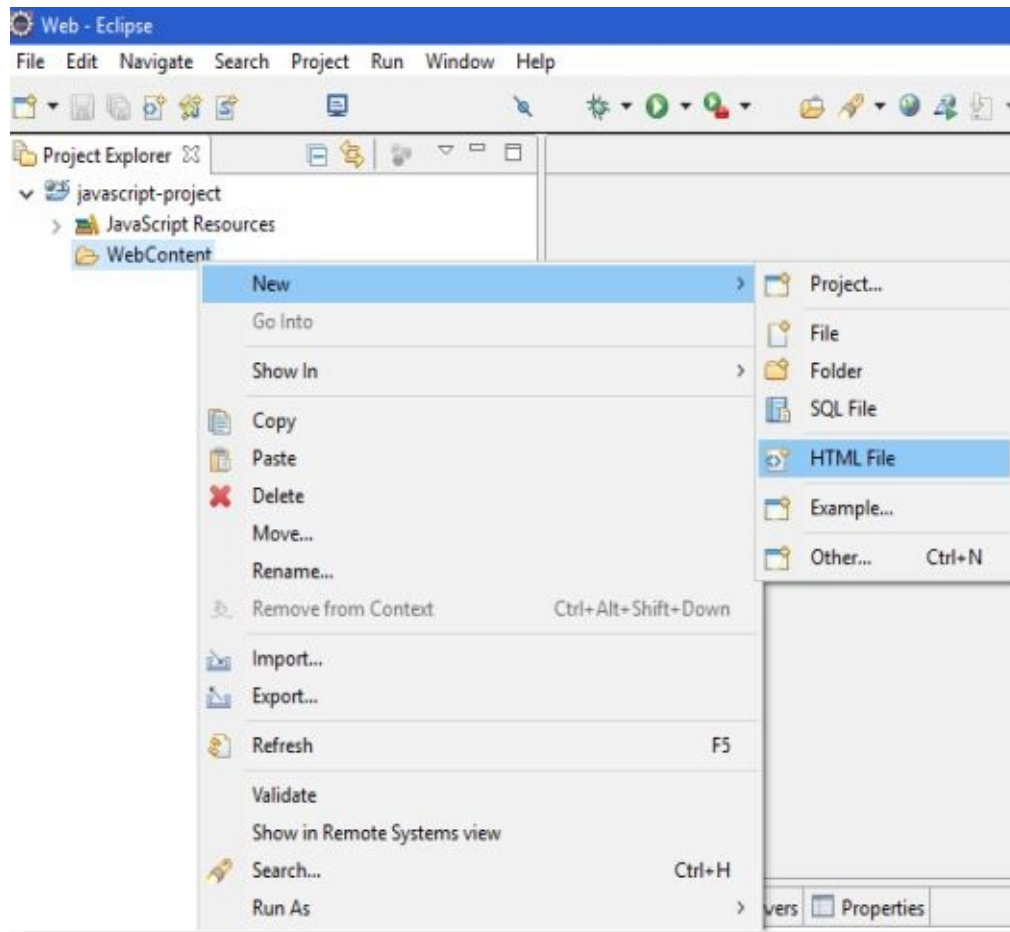 Web - Eclipse
File Edit Navigate Search Project Run Window Help
Project Explorer
javascript-project
JavaScript Resources
WebContent
New
Go Into
Show In
Copy
Paste
Delete
Move...
Rename...
Remove from Context Ctrl+Alt+Shift+Down
Import...
Export...
Refresh F5
Validate
Show in Remote Systems view
Search... Ctrl+H
Run As
Project...
File
Folder
SQL File
HTML File
Example...
Other... Ctrl+N
vers Properties